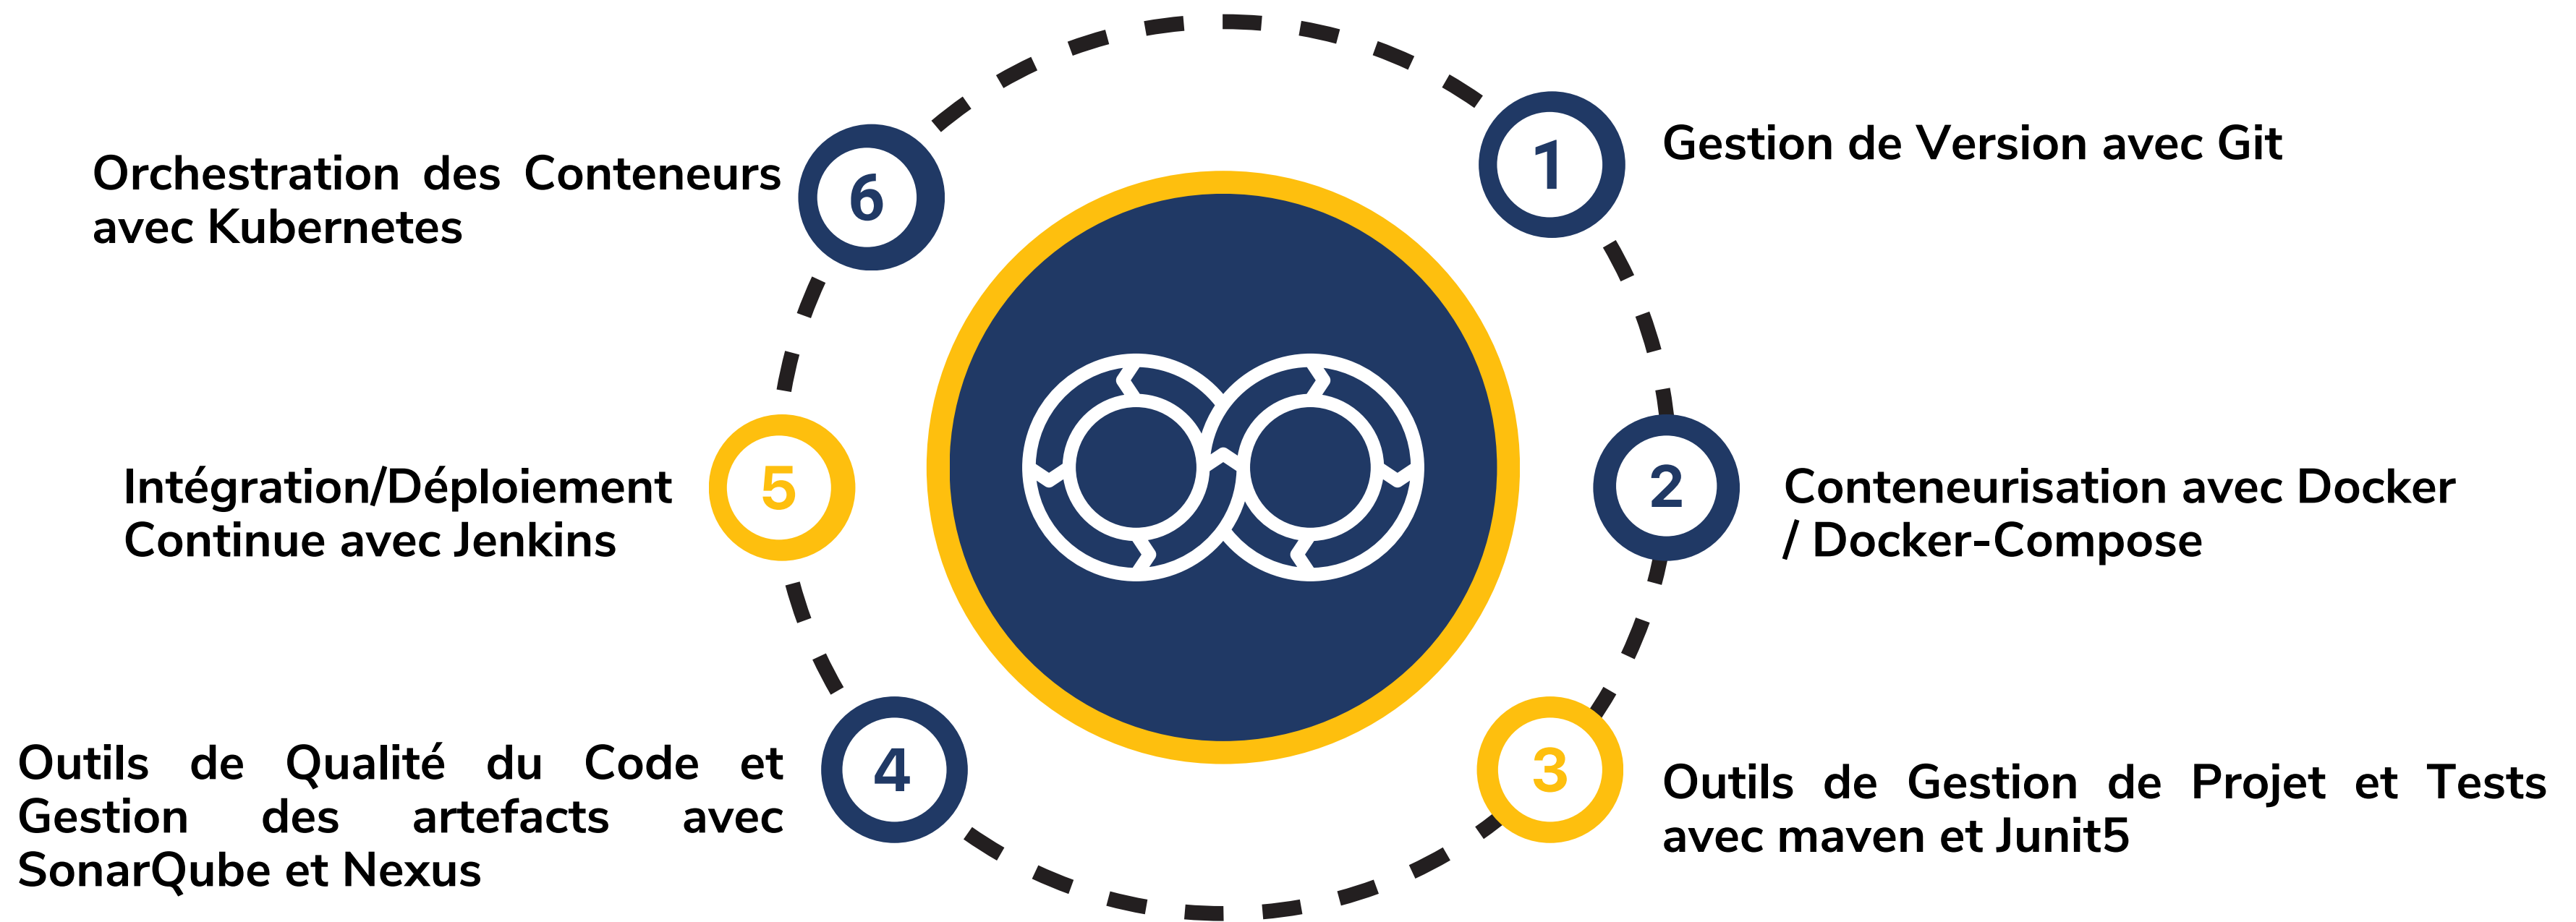 1
Gestion de Version avec Git
2
Conteneurisation avec Docker
/ Docker-Compose
3
Outils de Gestion de Projet et Tests
avec maven et Junit5
4
Outils de Qualité du Code et
Gestion des artefacts avec
SonarQube et Nexus
5
Intégration/Déploiement
Continue avec Jenkins
6
Orchestration des Conteneurs
avec Kubernetes